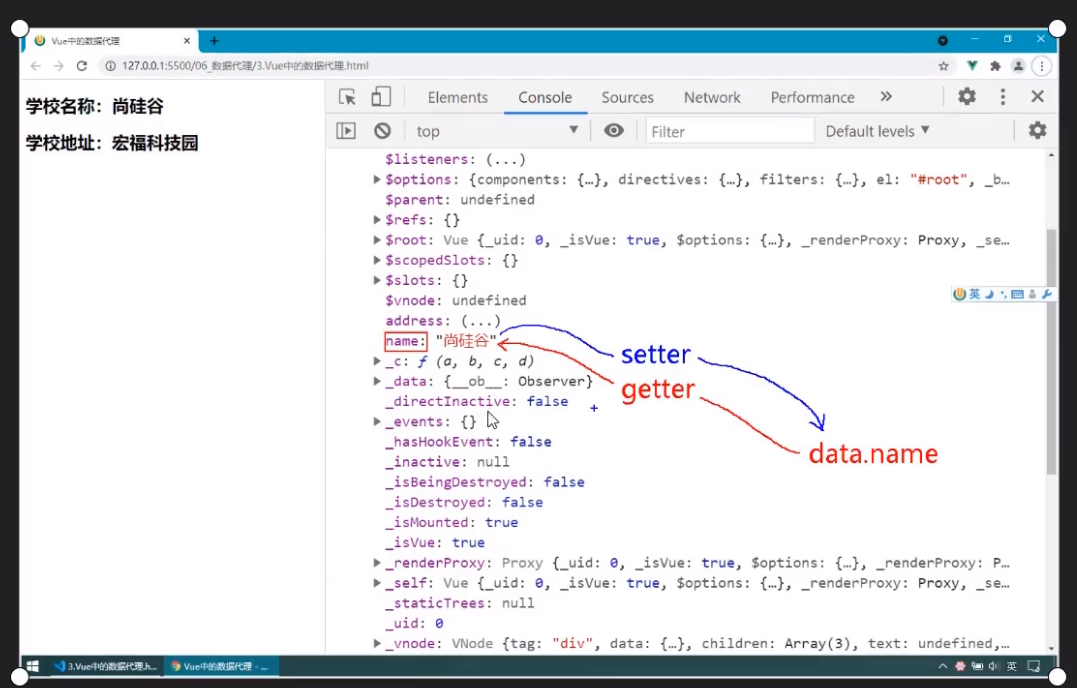 Vue中的数据代理
127.0.0.1:5500/06_数据代理/3.Vue中的数据代理.html
学校名称：尚硅谷
学校地址：宏福科技园
Elements Console Sources Network Performance
top Filter Default levels
$listeners: (...)
$options: {components: {…}, directives: {…}, filters: {…}, el: "#root", _b…
$parent: undefined
$refs: {}
$root: Vue {_uid: 0, _isVue: true, $options: {…}, _renderProxy: Proxy, _se…
$scopedSlots: {}
$slots: {}
$vnode: undefined
英
address: (...)
name: "尚硅谷"
setter
_c: ƒ (a, b, c, d)
_data: {__ob__: Observer}
getter
_directInactive: false
_events: {}
_hasHookEvent: false
data.name
_inactive: null
_isBeingDestroyed: false
_isDestroyed: false
_isMounted: true
_isVue: true
_renderProxy: Proxy {_uid: 0, _isVue: true, $options: {…}, _renderProxy: P…
_self: Vue {_uid: 0, _isVue: true, $options: {…}, _renderProxy: Proxy, _se…
_staticTrees: null
_uid: 0
_vnode: VNode {tag: "div", data: {…}, children: Array(3), text: undefined,…
3.Vue中的数据代理.h... Vue中的数据代理 - ... 英